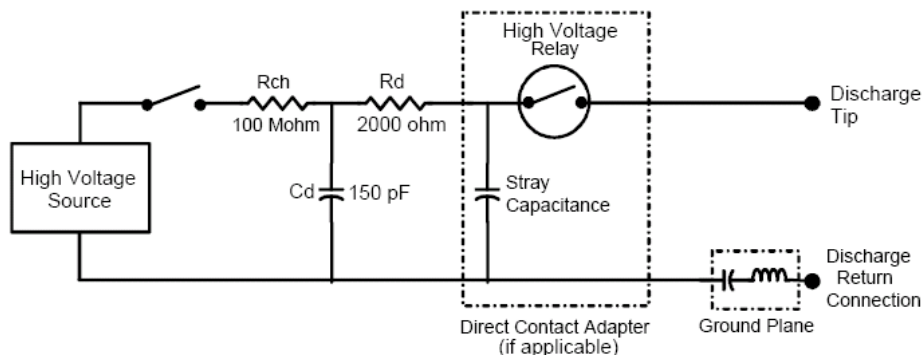 High Voltage
Relay
Rch
Rd
100 Mohm
2000 ohm
Discharge
Tip
High Voltage
Source
Cd
150 pF
Stray
Capacitance
Discharge
Return
Connection
Direct Contact Adapter
(if applicable)
Ground Plane